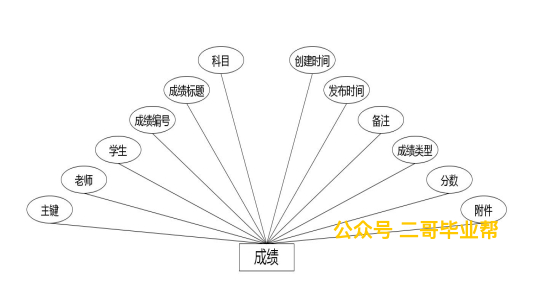 科目
创建时间
成绩标题
发布时间
成绩编号
备注
学生
成绩类型
老师
分数
主键
附件
公众号 二哥毕业帮
成绩